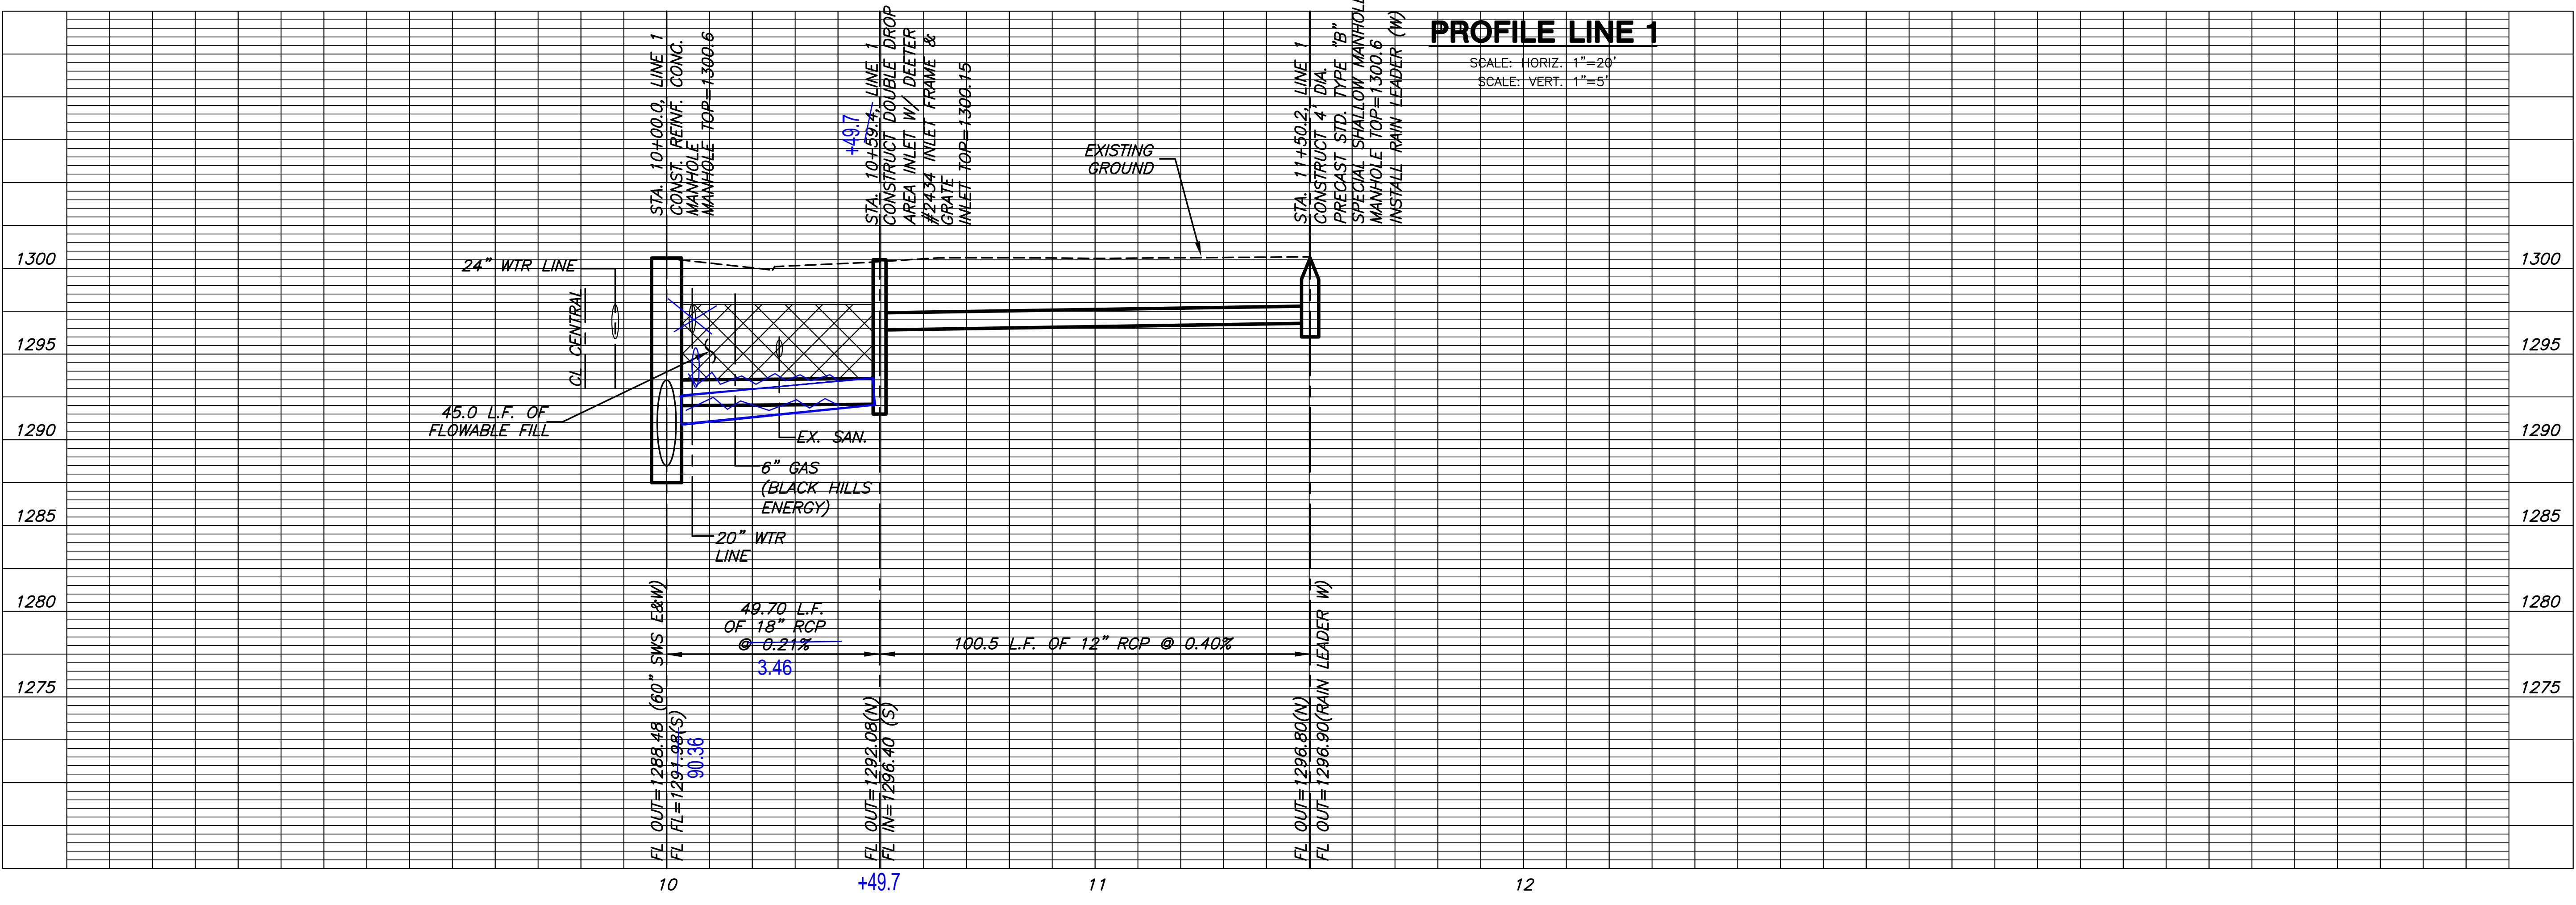 PROFILE LINE 1
SCALE: HORIZ. 1"=20'
SCALE: VERT. 1"=5'
STA. 10+00.0, LINE 1
CONST. REINF. CONC.
MANHOLE
MANHOLE TOP=1300.6
+49.7
STA. 10+59.4, LINE 1
CONSTRUCT DOUBLE DROP
AREA INLET W/ DEETER
#2434 INLET FRAME &
GRATE
INLET TOP=1300.15
STA. 11+50.2, LINE 1
CONSTRUCT 4' DIA.
PRECAST STD. TYPE "B"
SPECIAL SHALLOW MANHOLE
MANHOLE TOP=1300.6
INSTALL RAIN LEADER (W)
EXISTING
GROUND
1300
1300
24" WTR LINE
CL CENTRAL
1295
1295
45.0 L.F. OF
FLOWABLE FILL
1290
1290
EX. SAN.
6" GAS
(BLACK HILLS
ENERGY)
1285
1285
20" WTR
LINE
1280
1280
49.70 L.F.
OF 18" RCP
@ 0.21%
3.46
100.5 L.F. OF 12" RCP @ 0.40%
1275
1275
FL OUT=1288.48 (60" SWS E&W)
FL FL=1291.98(S)
90.36
FL OUT=1292.08(N)
FL IN=1296.40 (S)
FL OUT=1296.80(N)
FL OUT=1296.90(RAIN LEADER W)
10
+49.7
11
12